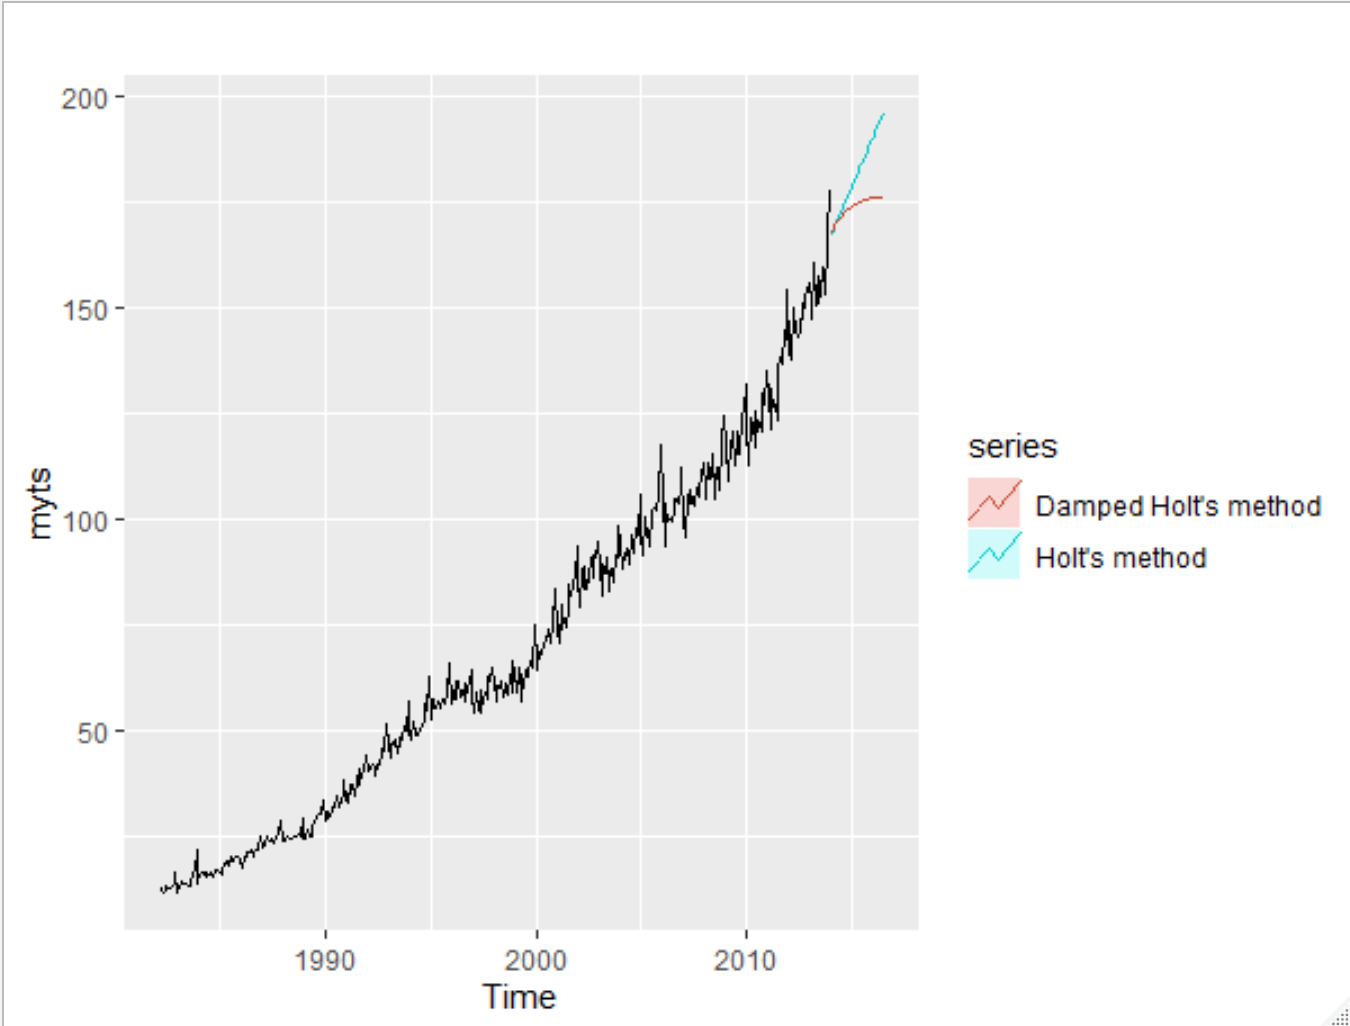 200
150
100
50
myts
1990
2000
2010
Time
series
Damped Holt's method
Holt's method